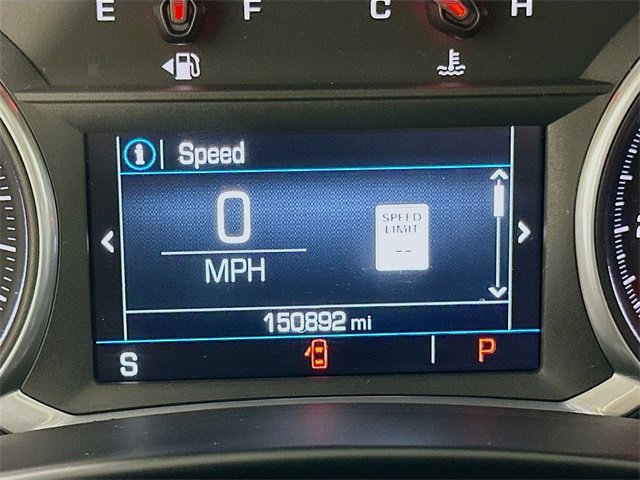 E F C H
Speed
0
MPH
SPEED
LIMIT
--
150892 mi
S P